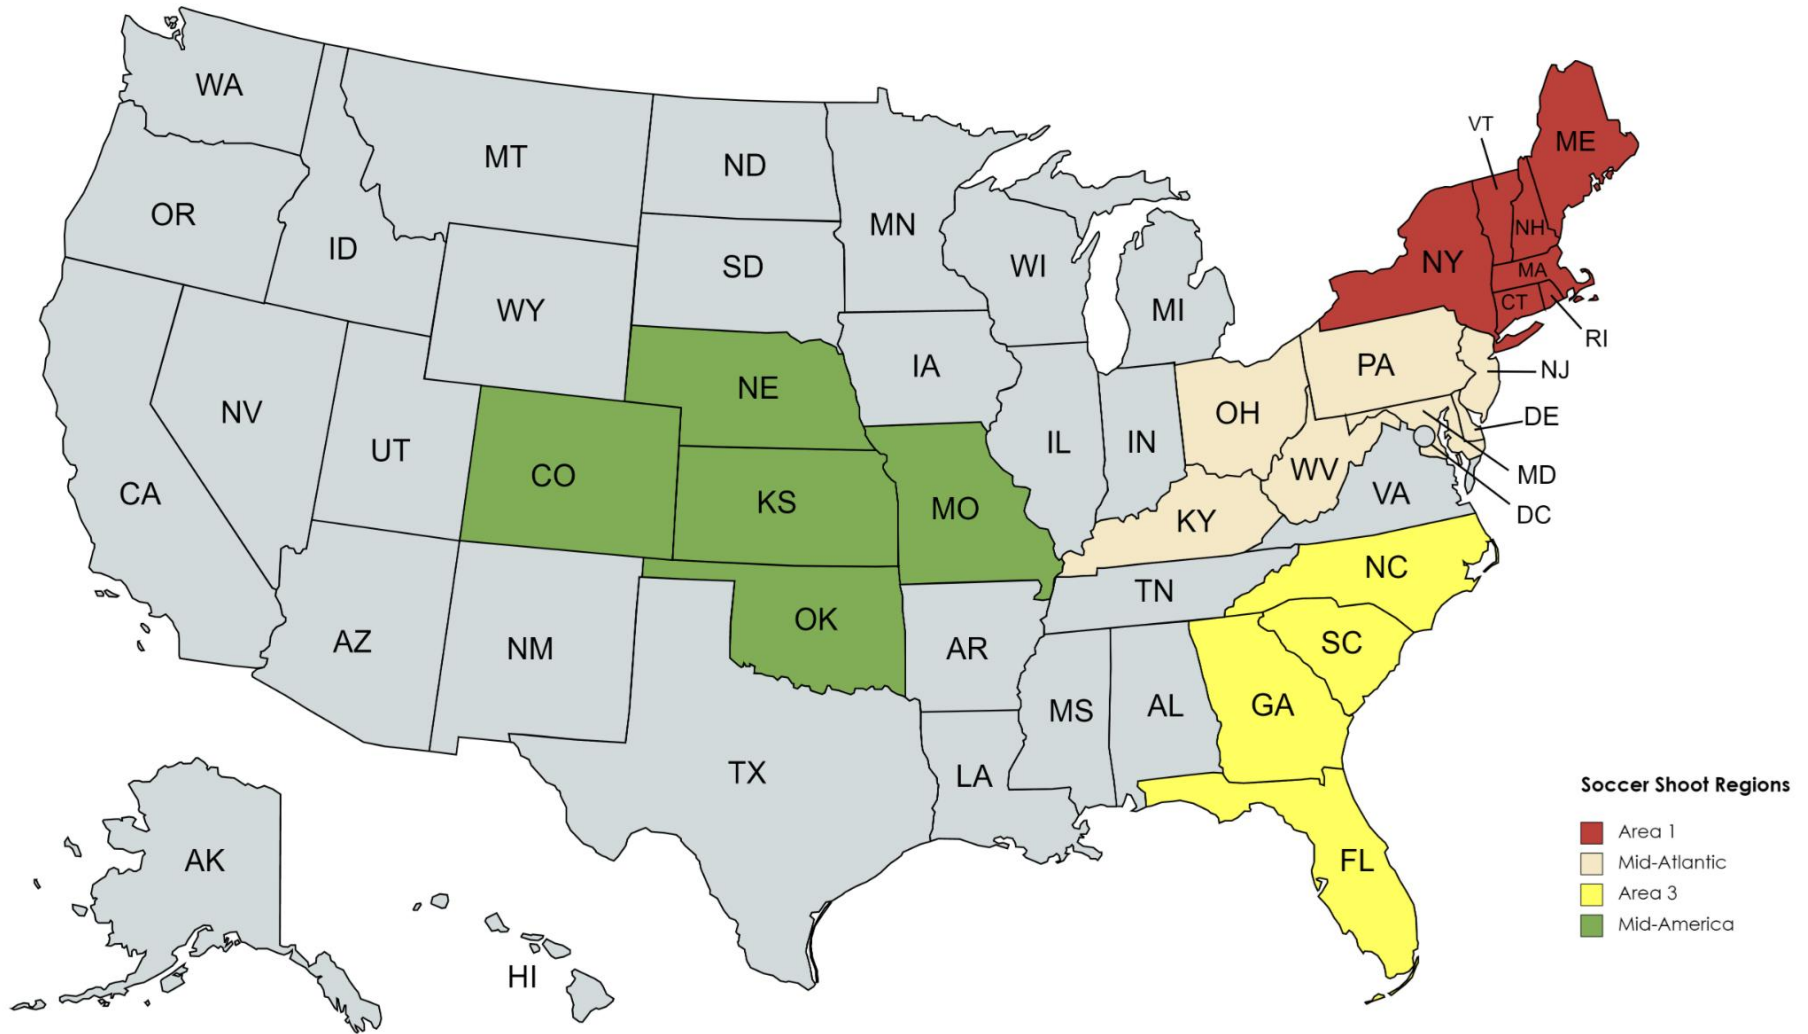 WA
MT
ND
MN
VT
ME
OR
ID
SD
WI
NH
NY
MA
WY
MI
CT
RI
IA
PA
NJ
NE
NV
OH
DE
UT
CO
IL
IN
WV
MD
CA
KS
MO
KY
VA
DC
NC
TN
OK
AZ
NM
AR
SC
MS
AL
GA
TX
LA
Soccer Shoot Regions
Area 1
Mid-Atlantic
Area 3
Mid-America
AK
FL
HI